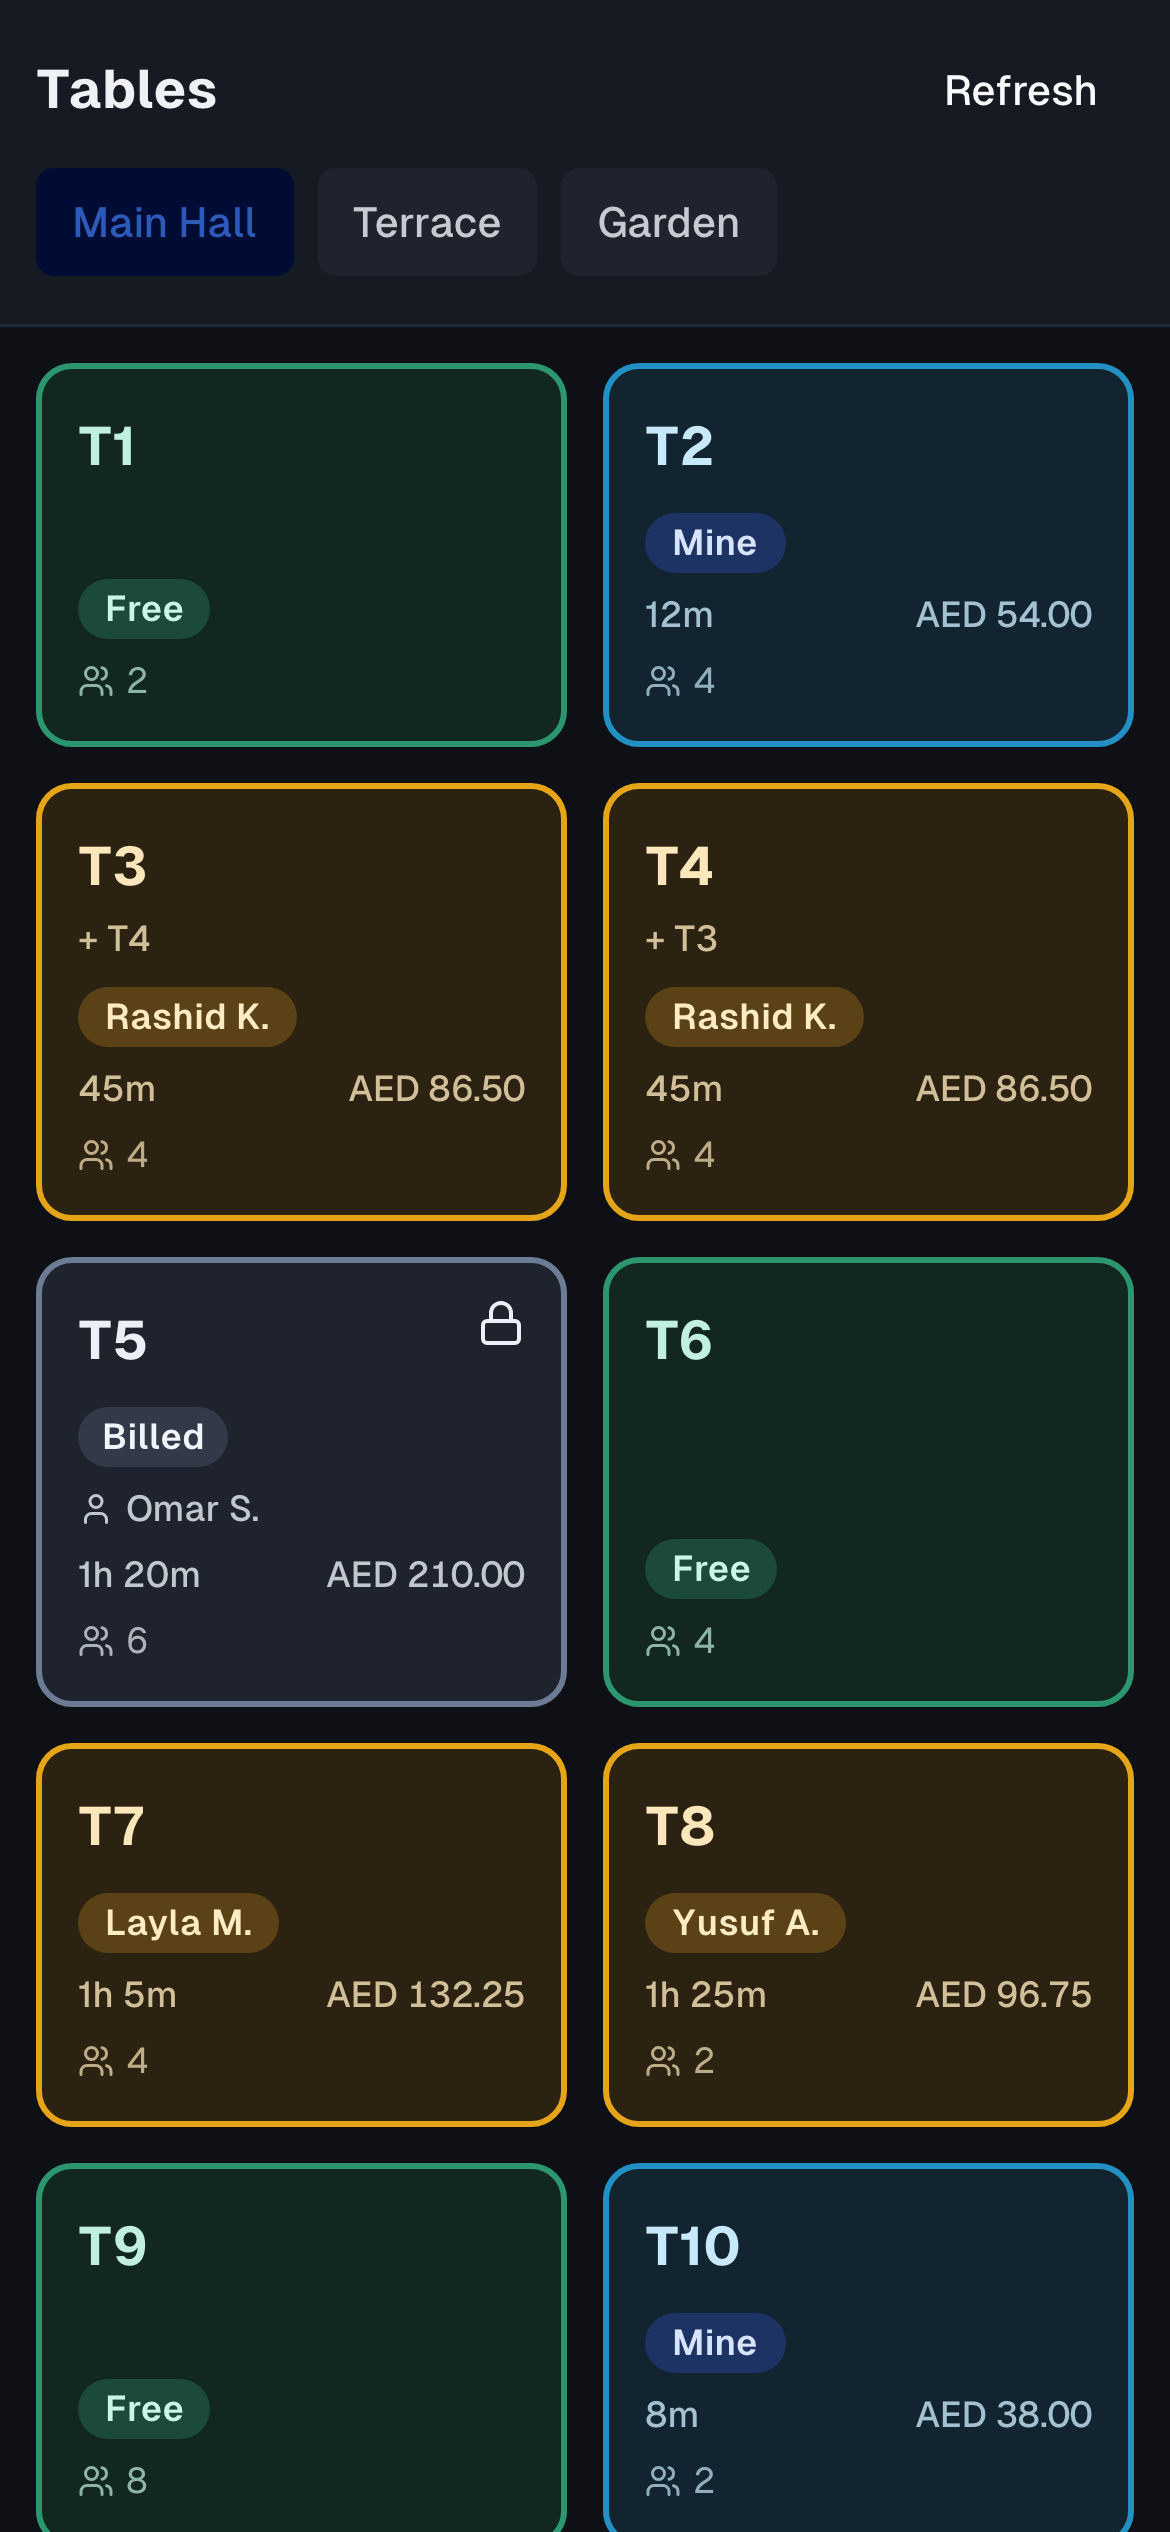 Tables
Refresh
Main Hall
Terrace
Garden
T1
Free
2
T2
Mine
12m
AED 54.00
4
T3
+ T4
Rashid K.
45m
AED 86.50
4
T4
+ T3
Rashid K.
45m
AED 86.50
4
T5
Billed
Omar S.
1h 20m
AED 210.00
6
T6
Free
4
T7
Layla M.
1h 5m
AED 132.25
4
T8
Yusuf A.
1h 25m
AED 96.75
2
T9
Free
8
T10
Mine
8m
AED 38.00
2